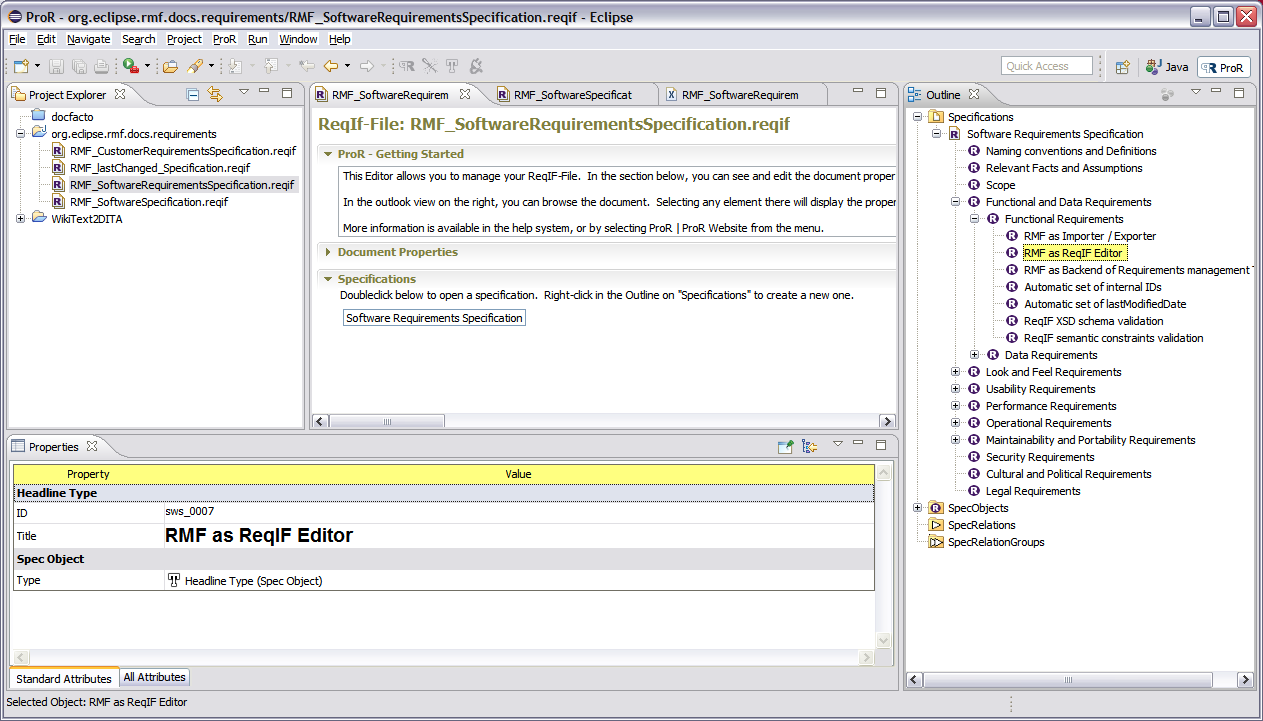 ProR - org.eclipse.rmf.docs.requirements/RMF_SoftwareRequirementsSpecification.reqif - Eclipse
File Edit Navigate Search Project ProR Run Window Help
Quick Access Java ProR
Project Explorer
docfacto
org.eclipse.rmf.docs.requirements
RMF_CustomerRequirementsSpecification.reqif
RMF_lastChanged_Specification.reqif
RMF_SoftwareRequirementsSpecification.reqif
RMF_SoftwareSpecification.reqif
WikiText2DITA
RMF_SoftwareRequirem RMF_SoftwareSpecificat RMF_SoftwareRequirem
ReqIf-File: RMF_SoftwareRequirementsSpecification.reqif
ProR - Getting Started
This Editor allows you to manage your ReqIF-File. In the section below, you can see and edit the document proper
In the outlook view on the right, you can browse the document. Selecting any element there will display the proper
More information is available in the help system, or by selecting ProR | ProR Website from the menu.
Document Properties
Specifications
Doubleclick below to open a specification. Right-click in the Outline on "Specifications" to create a new one.
Software Requirements Specification
Outline
Specifications
Software Requirements Specification
Naming conventions and Definitions
Relevant Facts and Assumptions
Scope
Functional and Data Requirements
Functional Requirements
RMF as Importer / Exporter
RMF as ReqIF Editor
RMF as Backend of Requirements management T
Automatic set of internal IDs
Automatic set of lastModifiedDate
ReqIF XSD schema validation
ReqIF semantic constraints validation
Data Requirements
Look and Feel Requirements
Usability Requirements
Performance Requirements
Operational Requirements
Maintainability and Portability Requirements
Security Requirements
Cultural and Political Requirements
Legal Requirements
SpecObjects
SpecRelations
SpecRelationGroups
Properties
Property Value
Headline Type
ID sws_0007
Title RMF as ReqIF Editor
Spec Object
Type Headline Type (Spec Object)
Standard Attributes All Attributes
Selected Object: RMF as ReqIF Editor